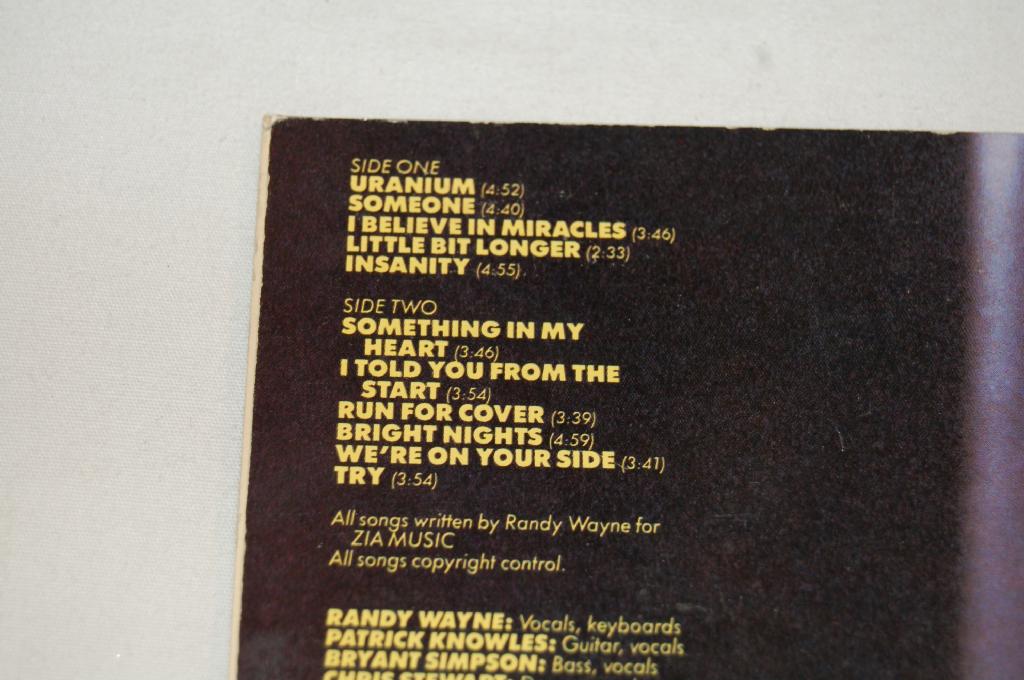 SIDE ONE
URANIUM (4:52)
SOMEONE (4:40)
I BELIEVE IN MIRACLES (3:46)
LITTLE BIT LONGER (2:33)
INSANITY (4:55)
SIDE TWO
SOMETHING IN MY
HEART (3:46)
I TOLD YOU FROM THE
START (3:54)
RUN FOR COVER (3:39)
BRIGHT NIGHTS (4:59)
WE'RE ON YOUR SIDE (3:41)
TRY (3:54)
All songs written by Randy Wayne for
ZIA MUSIC
All songs copyright control.
RANDY WAYNE: Vocals, keyboards
PATRICK KNOWLES: Guitar, vocals
BRYANT SIMPSON: Bass, vocals
CHRIS STEWART: